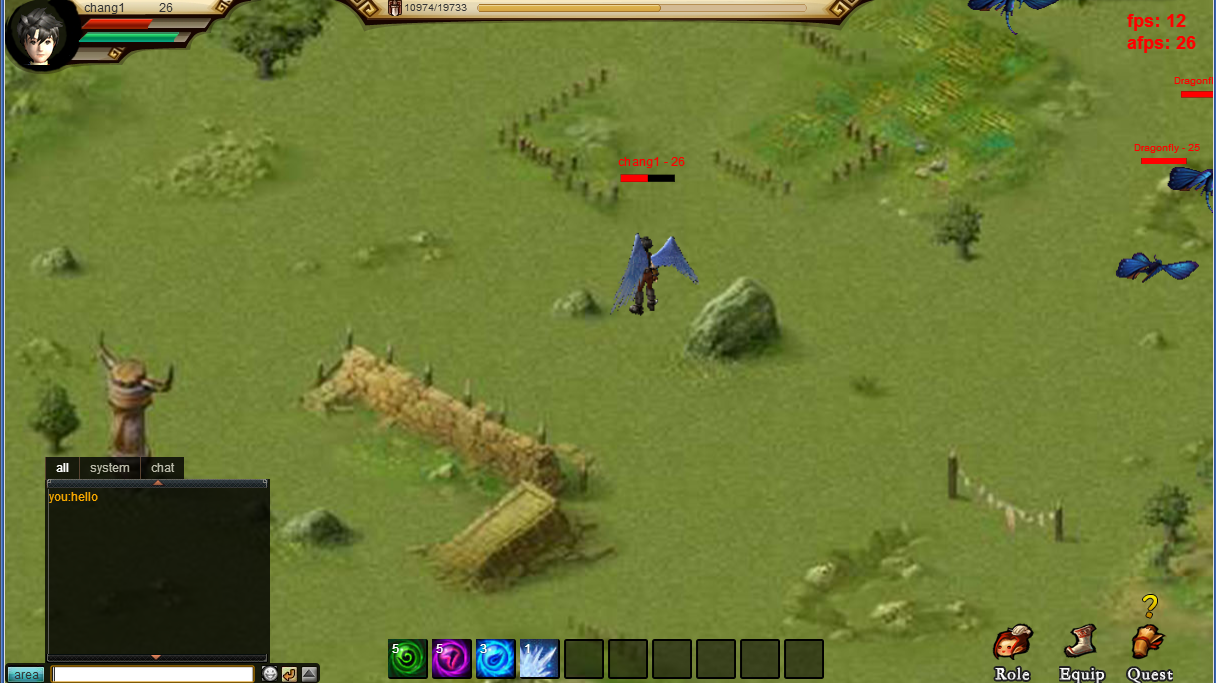 chang1 26
10974/19733
fps: 12
afps: 26
Dragonfl
Dragonfly - 25
chang1 - 26
all system chat
you:hello
5 5 3 1
area
?
Role Equip Quest